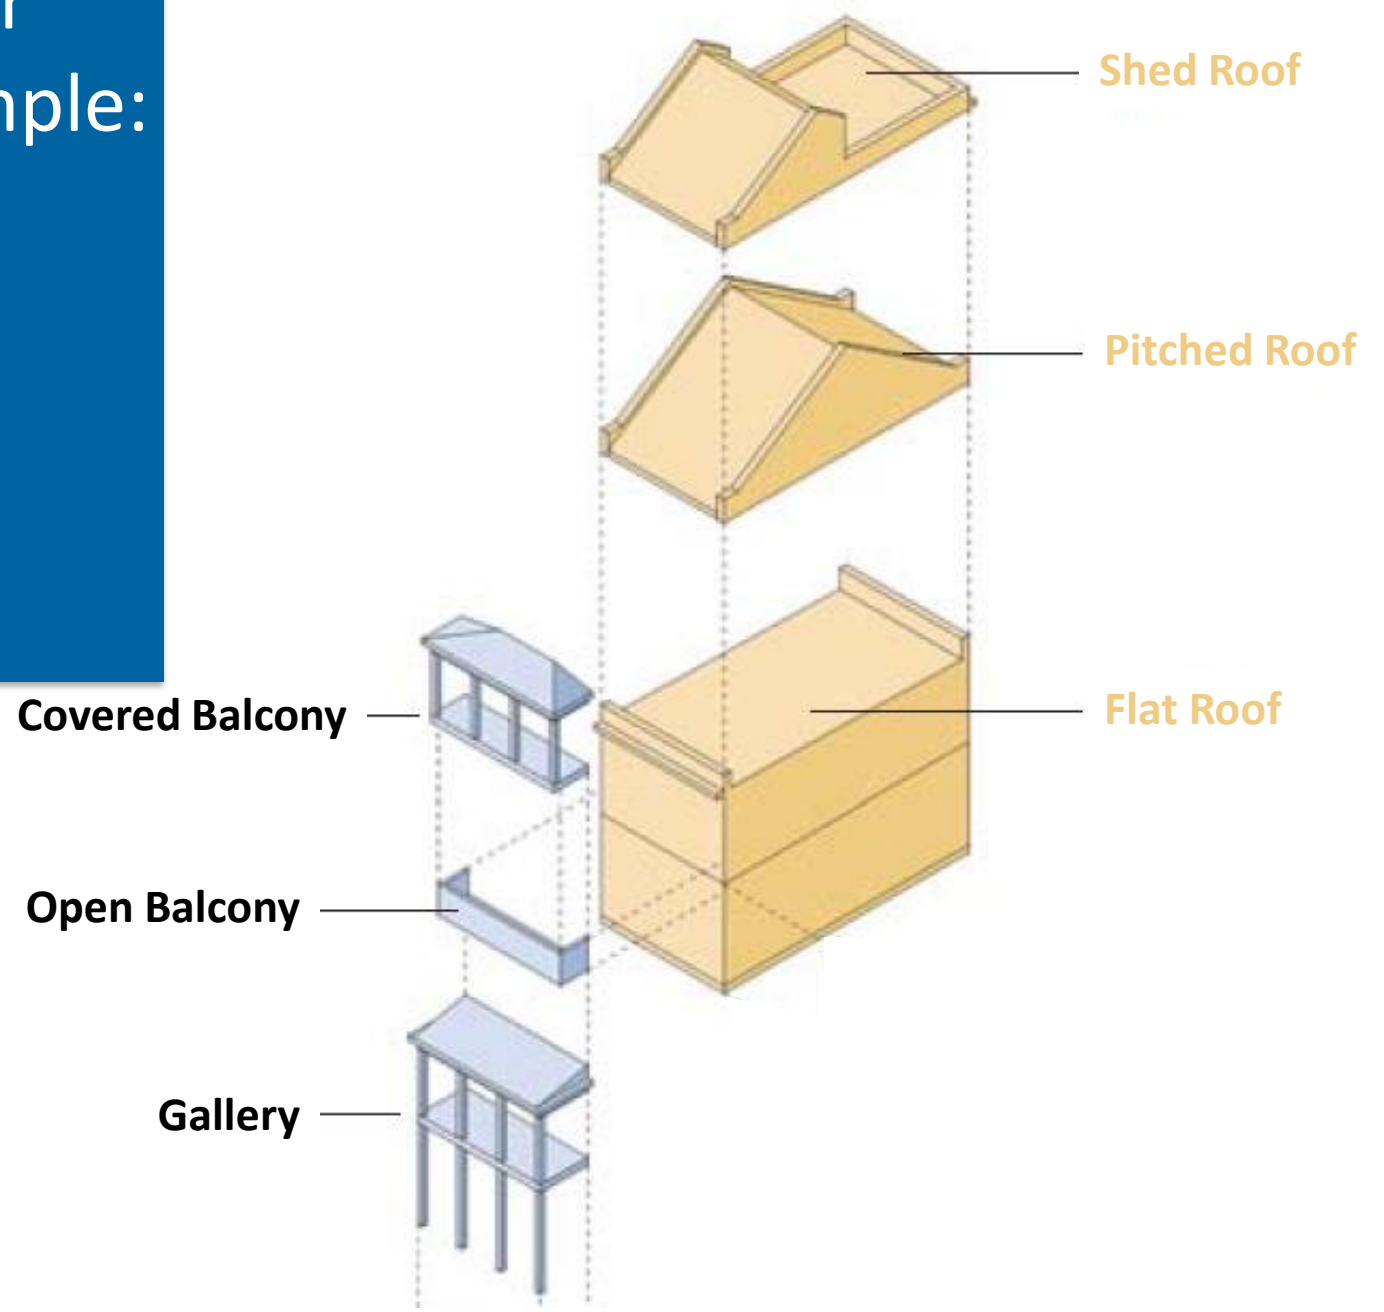 mple:
Shed Roof
Pitched Roof
Flat Roof
Covered Balcony
Open Balcony
Gallery